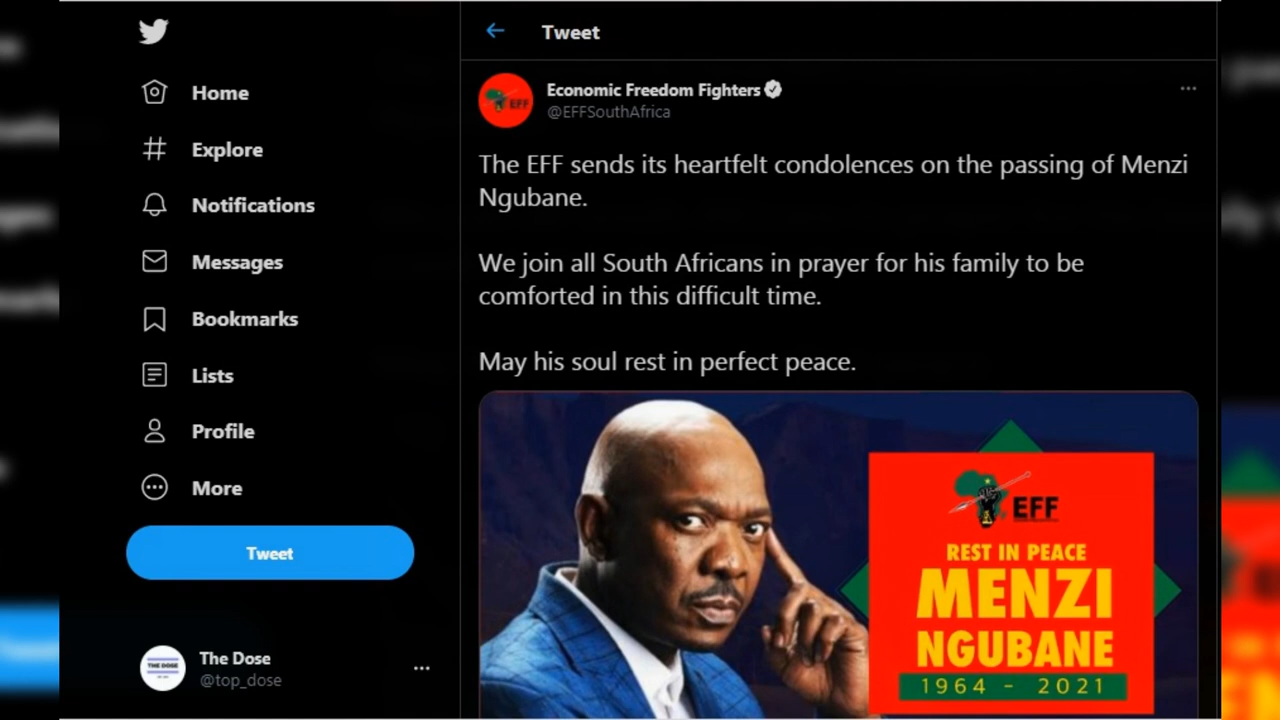 Tweet
Home
Explore
Notifications
Messages
Bookmarks
Lists
Profile
More
Tweet
THE DOSE
The Dose
@top_dose
EFF
Economic Freedom Fighters
@EFFSouthAfrica
The EFF sends its heartfelt condolences on the passing of Menzi
Ngubane.
We join all South Africans in prayer for his family to be
comforted in this difficult time.
May his soul rest in perfect peace.
EFF
REST IN PEACE
MENZI
NGUBANE
1964 - 2021